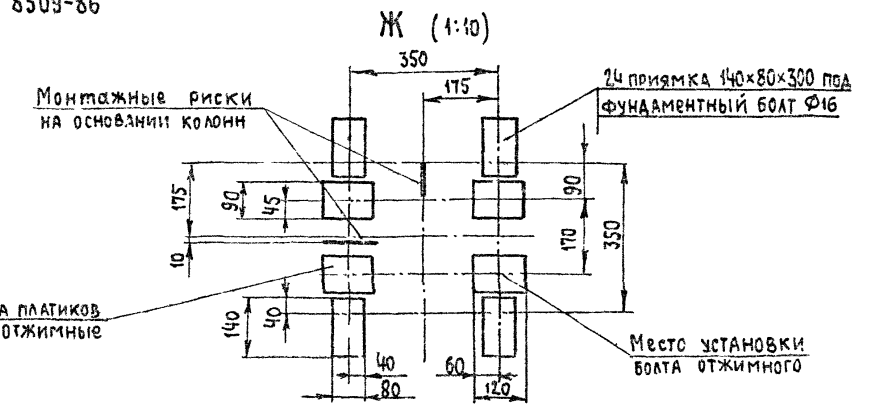 8509-86
Ж (1:10)
350
175
24 приямка 140×80×300 под
фундаментный болт Ф16
Монтажные риски
на основании колонн
175
90
45
10
90
170
350
платиков
отжимные
140
40
40
80
60
120
Место установки
болта отжимного